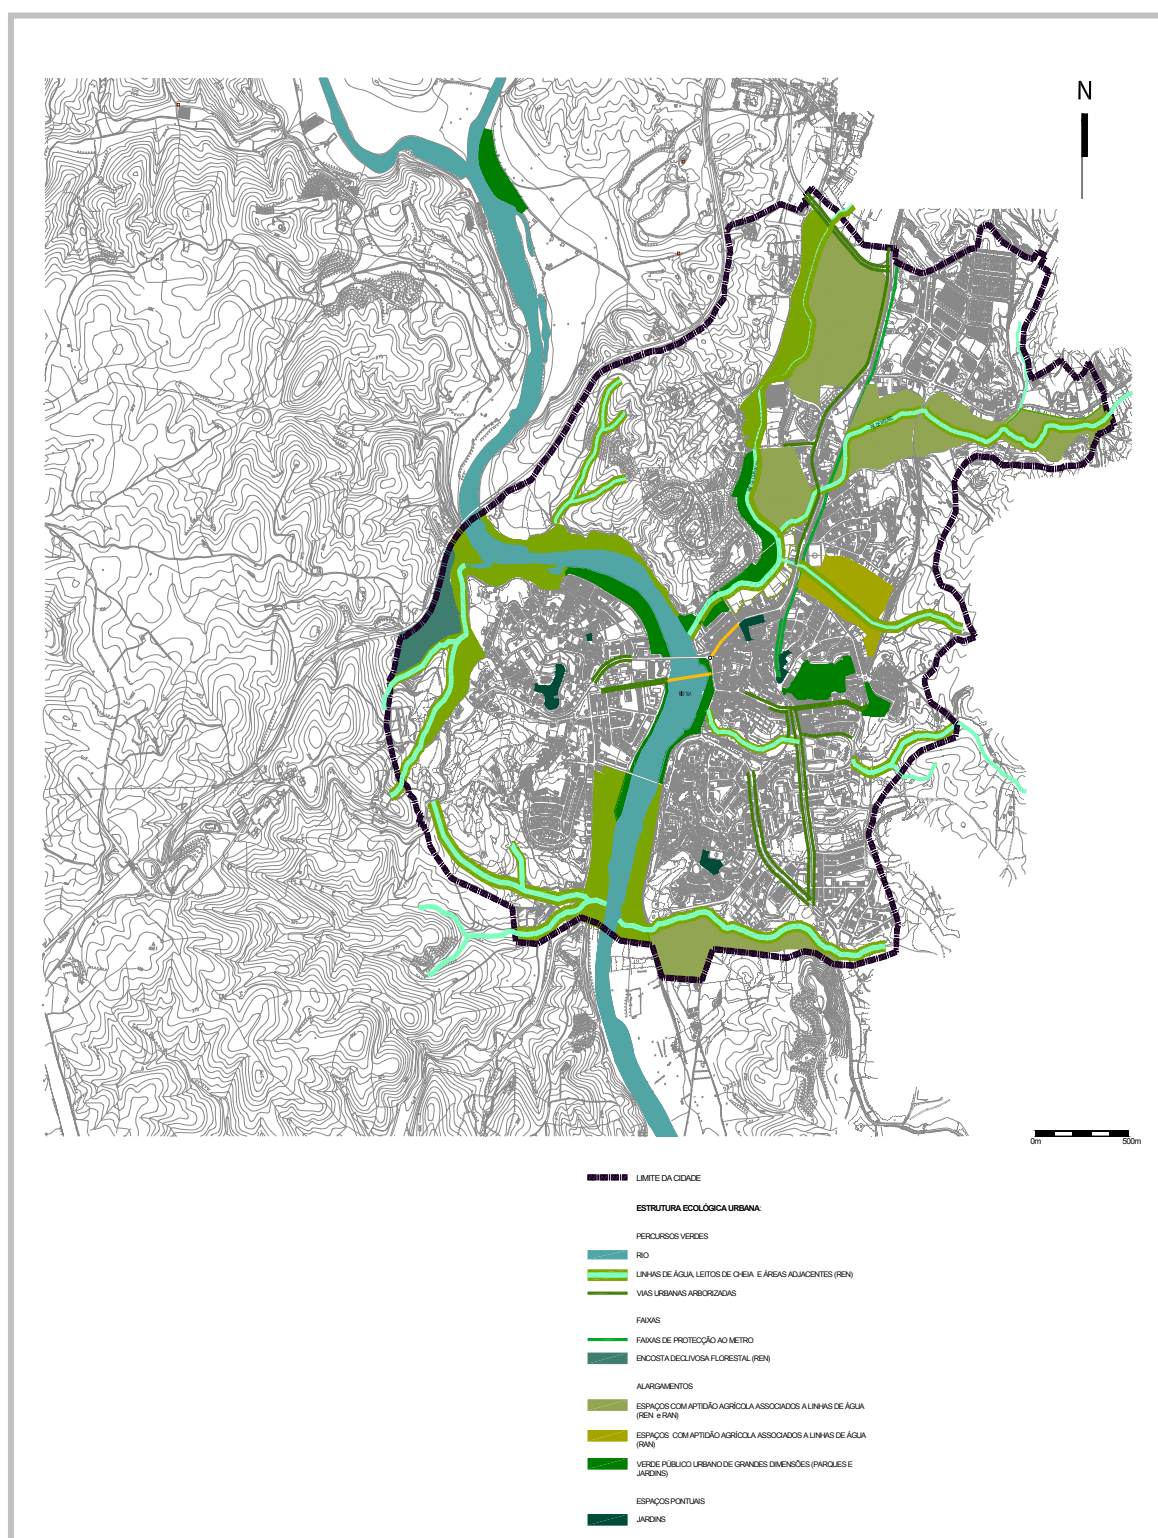 N
0m 500m
LIMITE DA CIDADE
ESTRUTURA ECOLÓGICA URBANA:
PERCURSOS VERDES
RIO
LINHAS DE ÁGUA, LEITOS DE CHEIA E ÁREAS ADJACENTES (REN)
VIAS URBANAS ARBORIZADAS
FAIXAS
FAIXAS DE PROTECÇÃO AO METRO
ENCOSTA DECLIVOSA FLORESTAL (REN)
ALARGAMENTOS
ESPAÇOS COM APTIDÃO AGRÍCOLA ASSOCIADOS A LINHAS DE ÁGUA
(REN e RAN)
ESPAÇOS COM APTIDÃO AGRÍCOLA ASSOCIADOS A LINHAS DE ÁGUA
(RAN)
VERDE PÚBLICO URBANO DE GRANDES DIMENSÕES (PARQUES E
JARDINS)
ESPAÇOS PONTUAIS
JARDINS